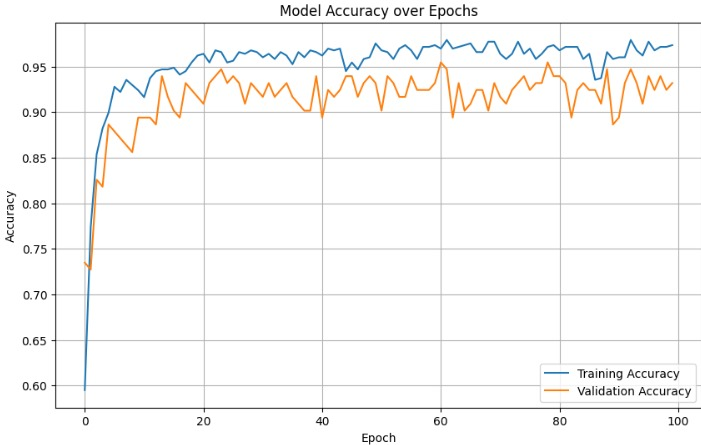 Model Accuracy over Epochs
Accuracy
0.95
0.90
0.85
0.80
0.75
0.70
0.65
0.60
0 20 40 60 80 100
Epoch
Training Accuracy
Validation Accuracy